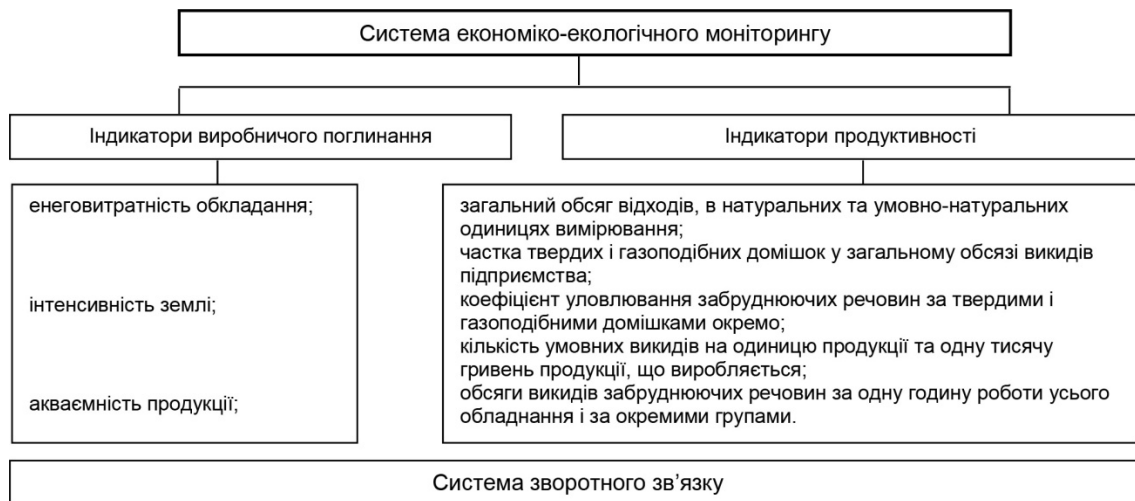 Система економіко-екологічного моніторингу
Індикатори виробничого поглинання
Індикатори продуктивності
енеговитратність обкладання;
інтенсивність землі;
акваємність продукції;
загальний обсяг відходів, в натуральних та умовно-натуральних
одиницях вимірювання;
частка твердих і газоподібних домішок у загальному обсязі викидів
підприємства;
коефіцієнт уловлювання забруднюючих речовин за твердими і
газоподібними домішками окремо;
кількість умовних викидів на одиницю продукції та одну тисячу
гривень продукції, що виробляється;
обсяги викидів забруднюючих речовин за одну годину роботи усього
обладнання і за окремими групами.
Система зворотного зв’язку